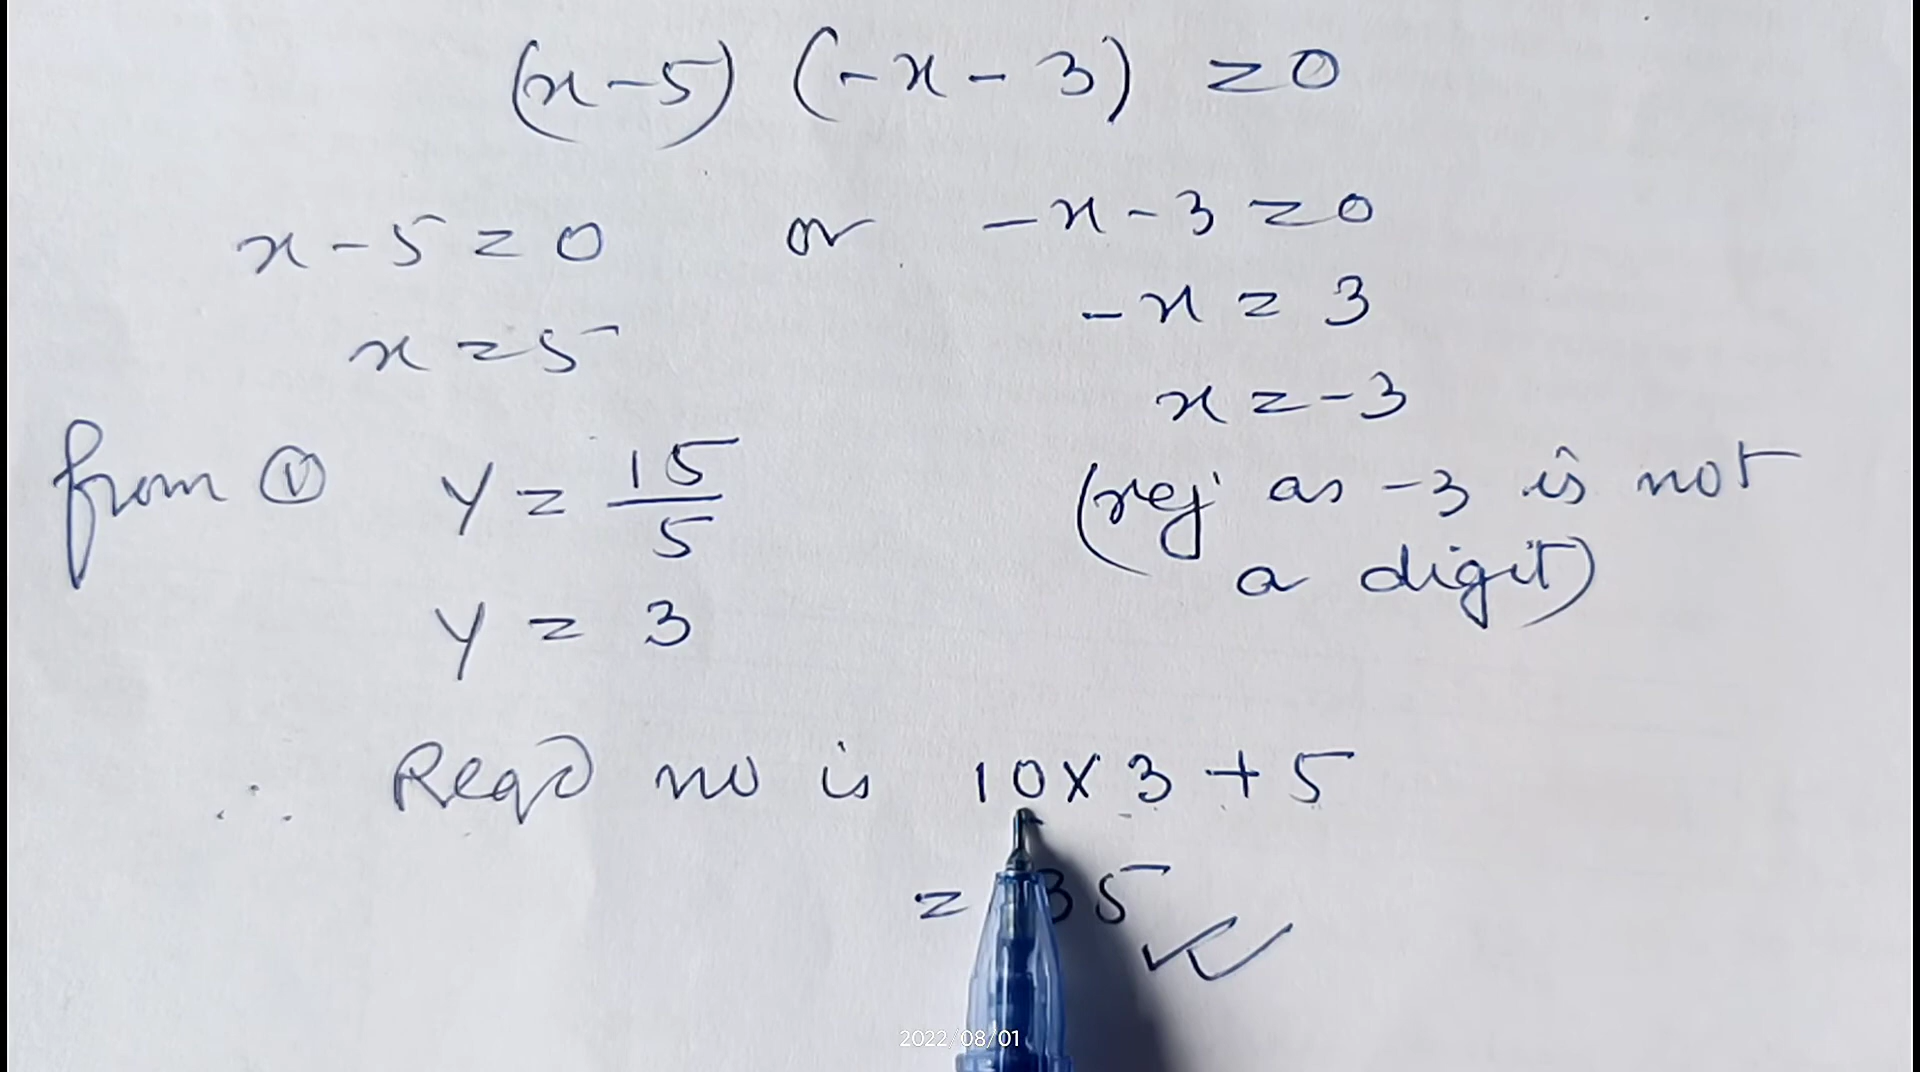 (x-5) (-x-3) =0
x-5=0 or -x-3=0
x=5 -x=3
x=-3
from ① y=15/5 (rej as -3 is not
a digit)
y=3
∴ Reqd no is 10×3+5
=35
2022/08/01